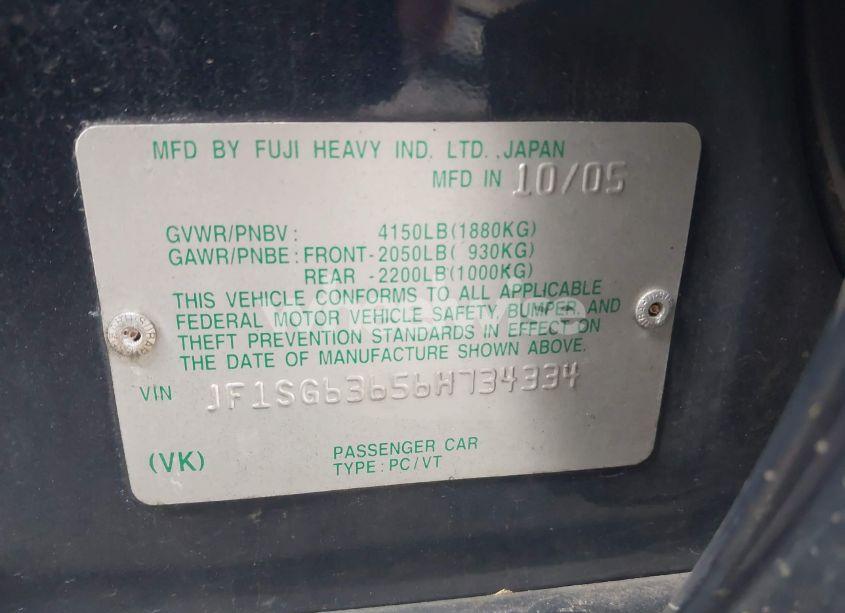 MFD BY FUJI HEAVY IND. LTD., JAPAN
MFD IN 10/05
GVWR/PNBV : 4150LB(1880KG)
GAWR/PNBE : FRONT-2050LB( 930KG)
REAR -2200LB(1000KG)
THIS VEHICLE CONFORMS TO ALL APPLICABLE
FEDERAL MOTOR VEHICLE SAFETY, BUMPER, AND
THEFT PREVENTION STANDARDS IN EFFECT ON
THE DATE OF MANUFACTURE SHOWN ABOVE.
VIN JF1SG63656H734334
(VK)
PASSENGER CAR
TYPE : PC/VT